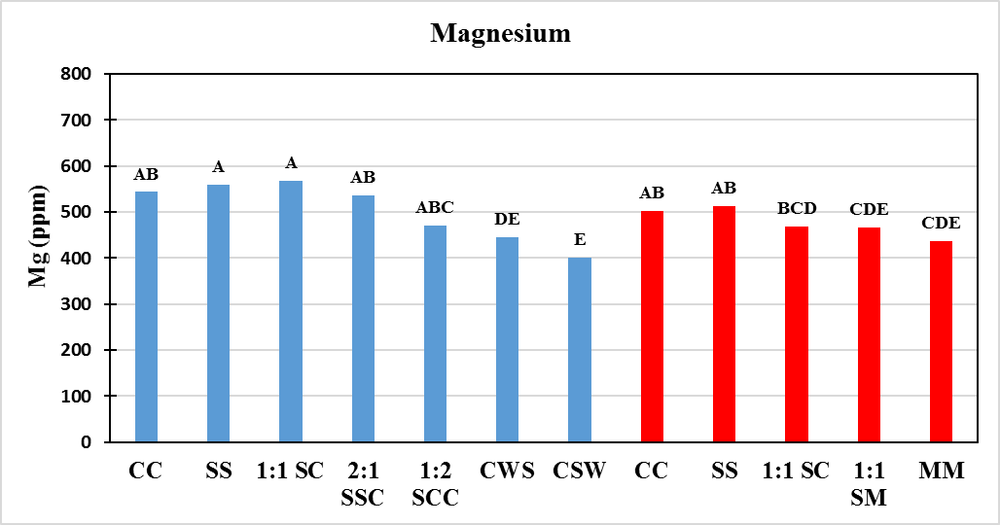 Magnesium
Mg (ppm)
800
700
600
500
400
300
200
100
0
AB
A
A
AB
ABC
DE
E
AB
AB
BCD
CDE
CDE
CC
SS
1:1 SC
2:1
SSC
1:2
SCC
CWS
CSW
CC
SS
1:1 SC
1:1
SM
MM